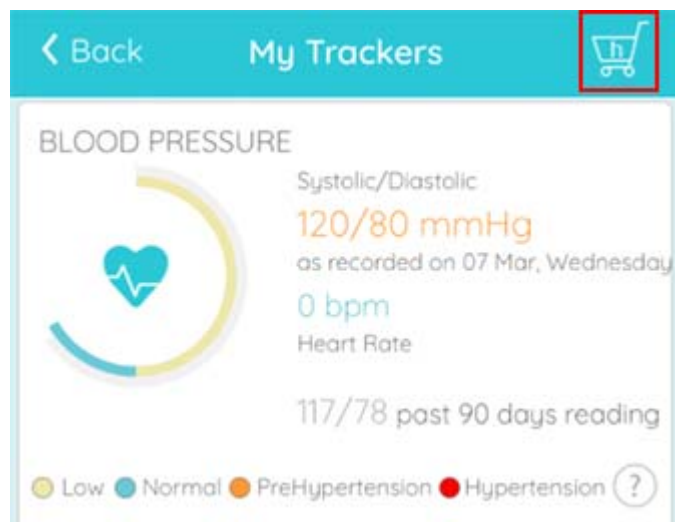 Back
My Trackers
h
BLOOD PRESSURE
Systolic/Diastolic
120/80 mmHg
as recorded on 07 Mar, Wednesday
0 bpm
Heart Rate
117/78 past 90 days reading
Low Normal PreHypertension Hypertension ?